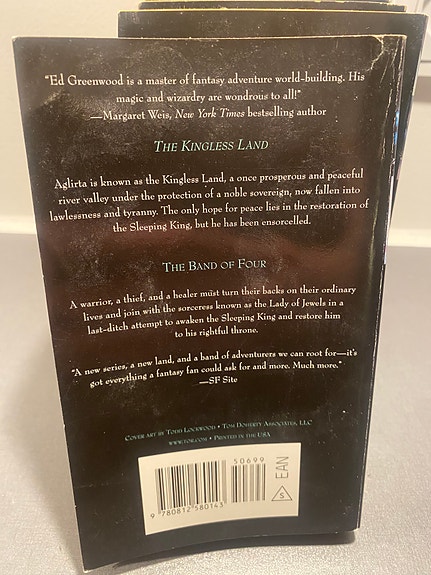 “Ed Greenwood is a master of fantasy adventure world-building. His
magic and wizardry are wondrous to all!”
—Margaret Weis, New York Times bestselling author
The Kingless Land
Aglirta is known as the Kingless Land, a once prosperous and peaceful
river valley under the protection of a noble sovereign, now fallen into
lawlessness and tyranny. The only hope for peace lies in the restoration of
the Sleeping King, but he has been ensorcelled.
The Band of Four
A warrior, a thief, and a healer must turn their backs on their ordinary
lives and join with the sorceress known as the Lady of Jewels in a
last-ditch attempt to awaken the Sleeping King and restore him
to his rightful throne.
“A new series, a new land, and a band of adventurers we can root for—it’s
got everything a fantasy fan could ask for and more. Much more.”
—SF Site
Cover art by Todd Lockwood • Tom Doherty Associates, LLC
www.tor.com • Printed in the USA
50699
EAN
S
9 780812 580143